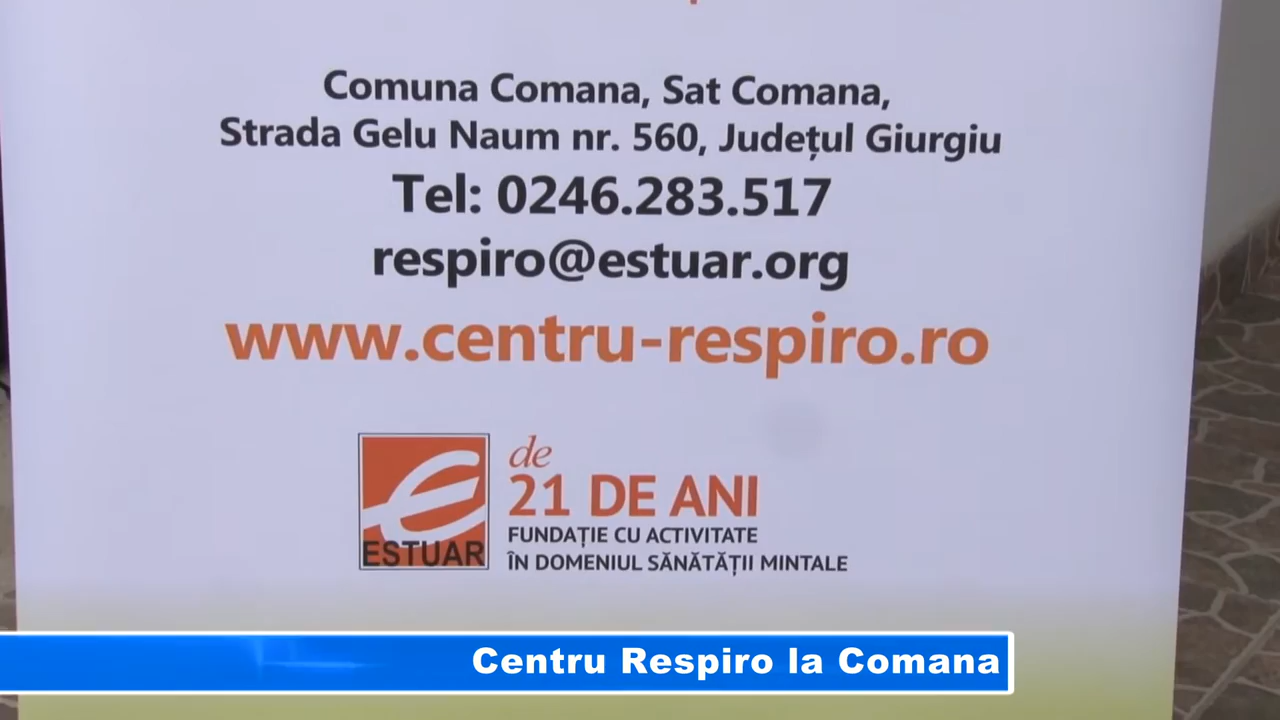 Comuna Comana, Sat Comana,
Strada Gelu Naum nr. 560, Județul Giurgiu
Tel: 0246.283.517
respiro@estuar.org
www.centru-respiro.ro
de
21 DE ANI
FUNDAȚIE CU ACTIVITATE
ÎN DOMENIUL SĂNĂTĂȚII MINTALE
ESTUAR
Centru Respiro la Comana